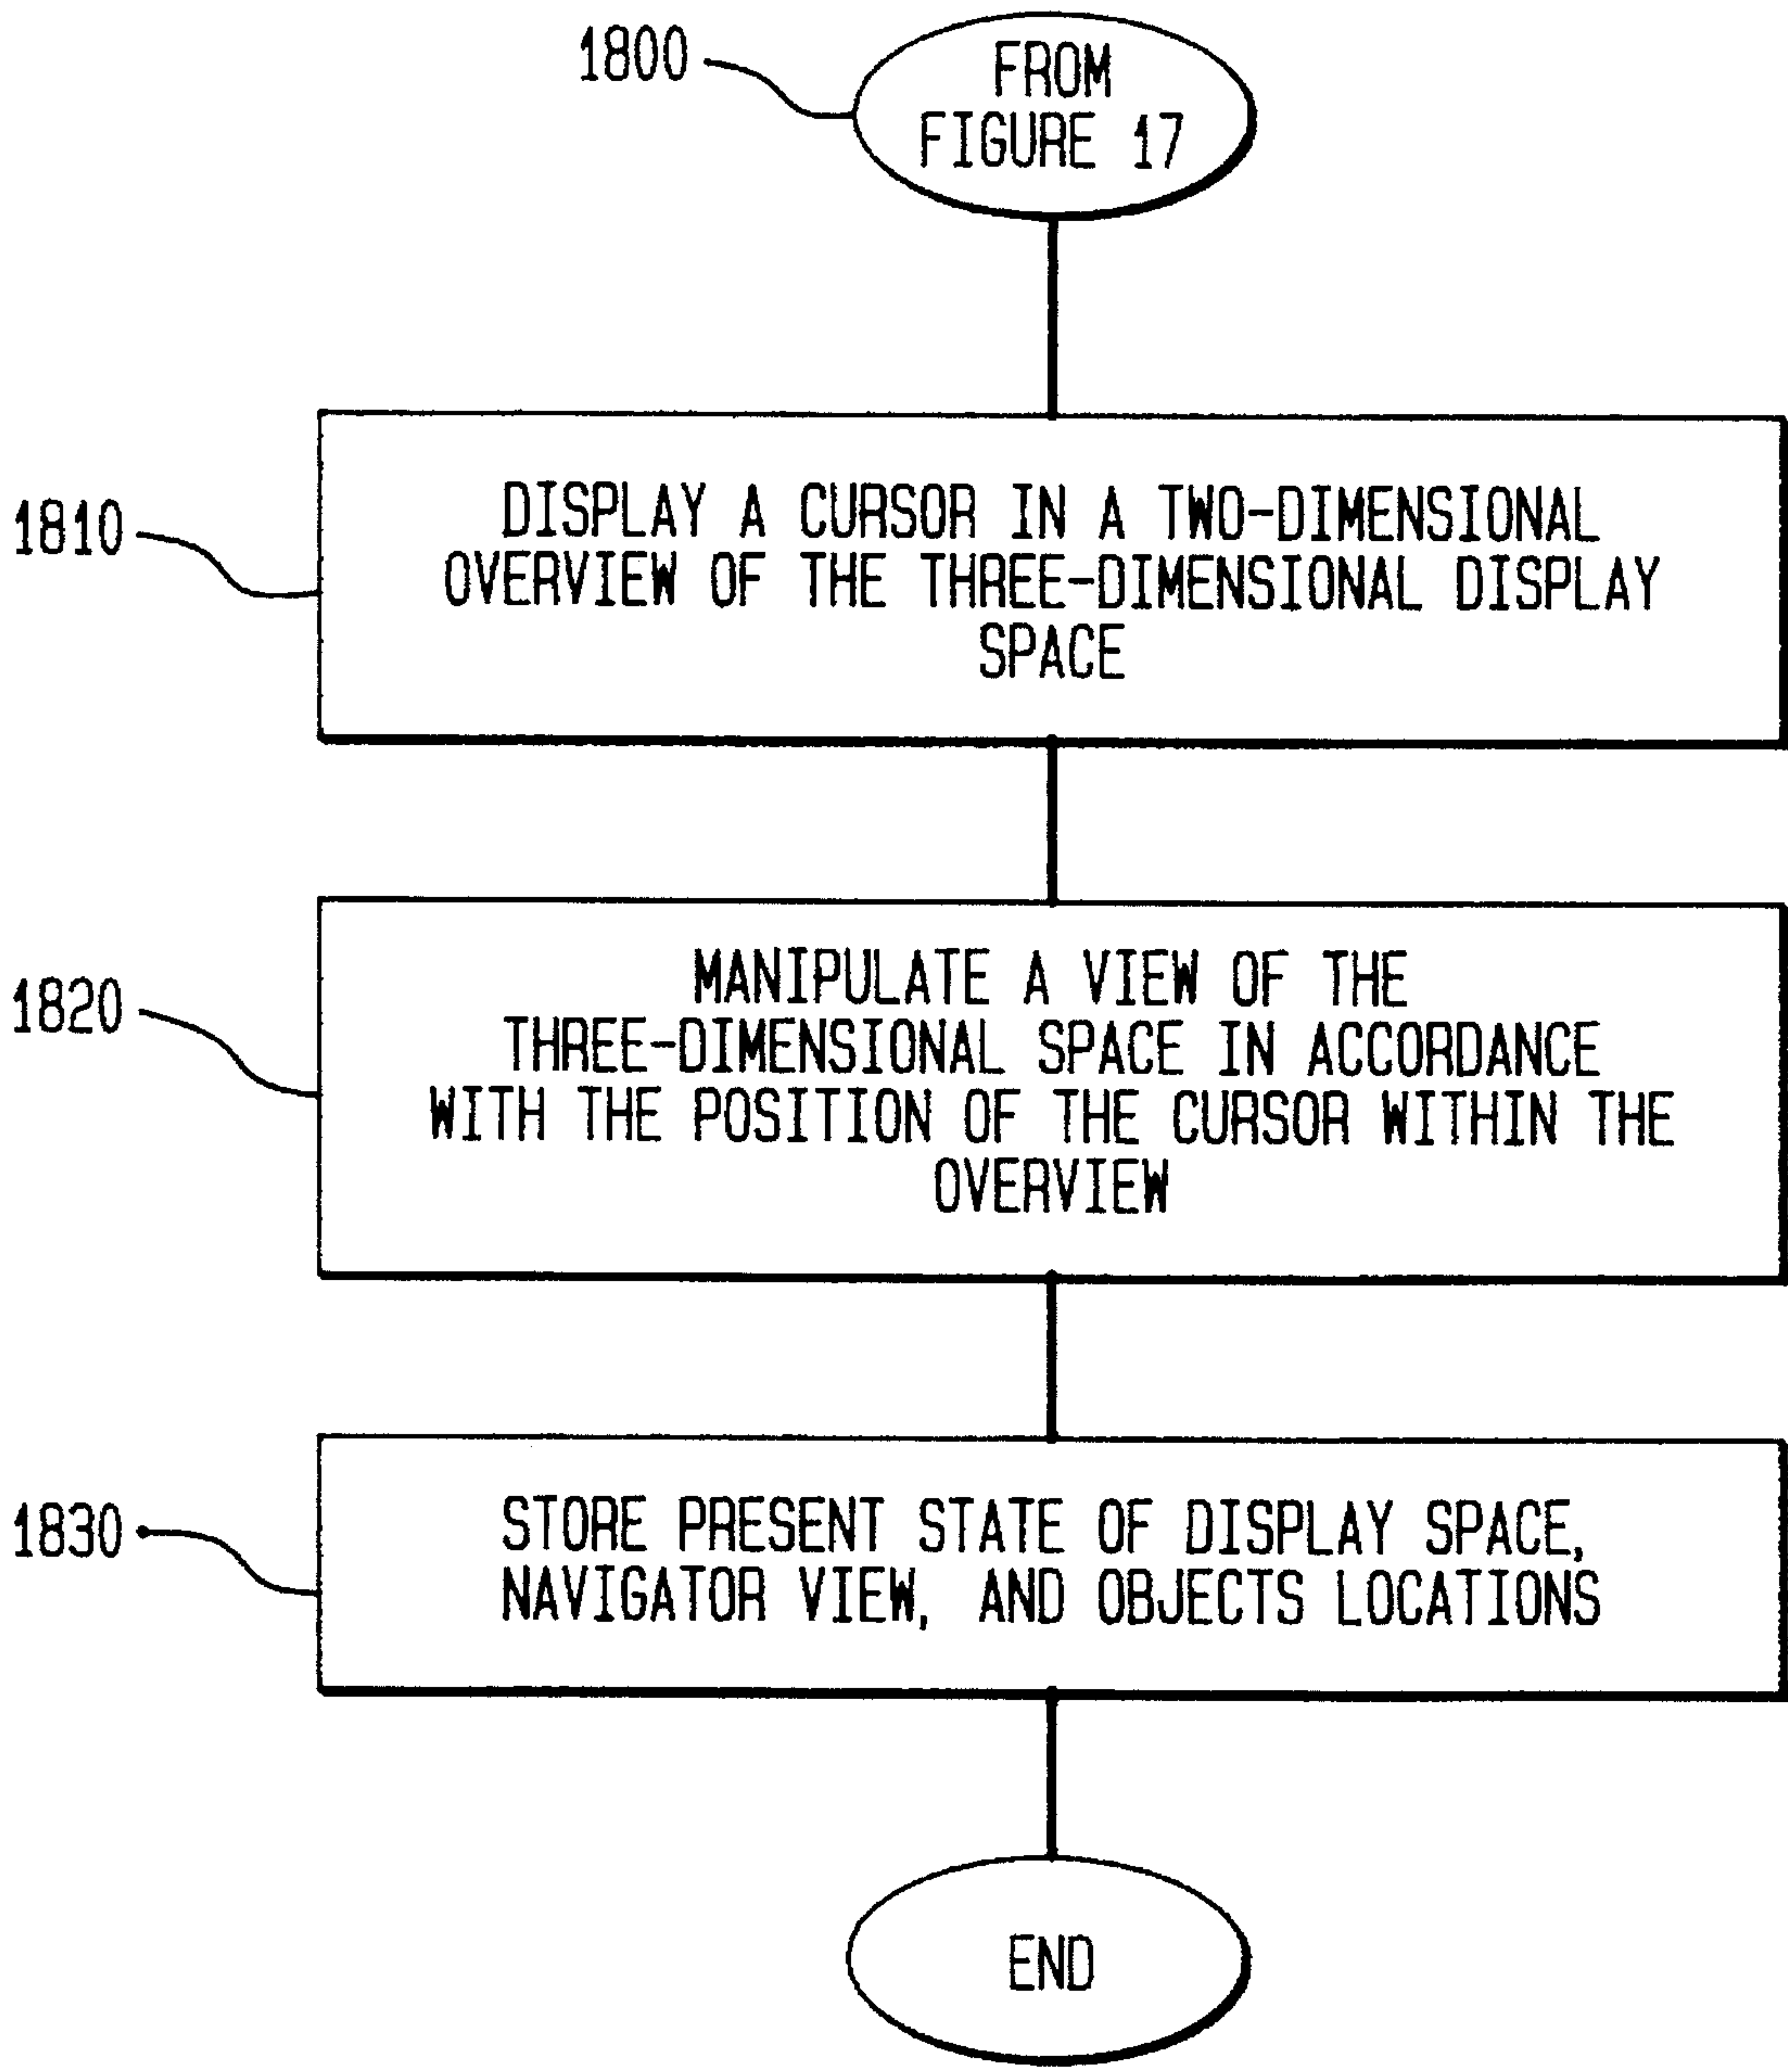 1800
FROM
FIGURE 17
1810
DISPLAY A CURSOR IN A TWO-DIMENSIONAL
OVERVIEW OF THE THREE-DIMENSIONAL DISPLAY
SPACE
1820
MANIPULATE A VIEW OF THE
THREE-DIMENSIONAL SPACE IN ACCORDANCE
WITH THE POSITION OF THE CURSOR WITHIN THE
OVERVIEW
1830
STORE PRESENT STATE OF DISPLAY SPACE,
NAVIGATOR VIEW, AND OBJECTS LOCATIONS
END